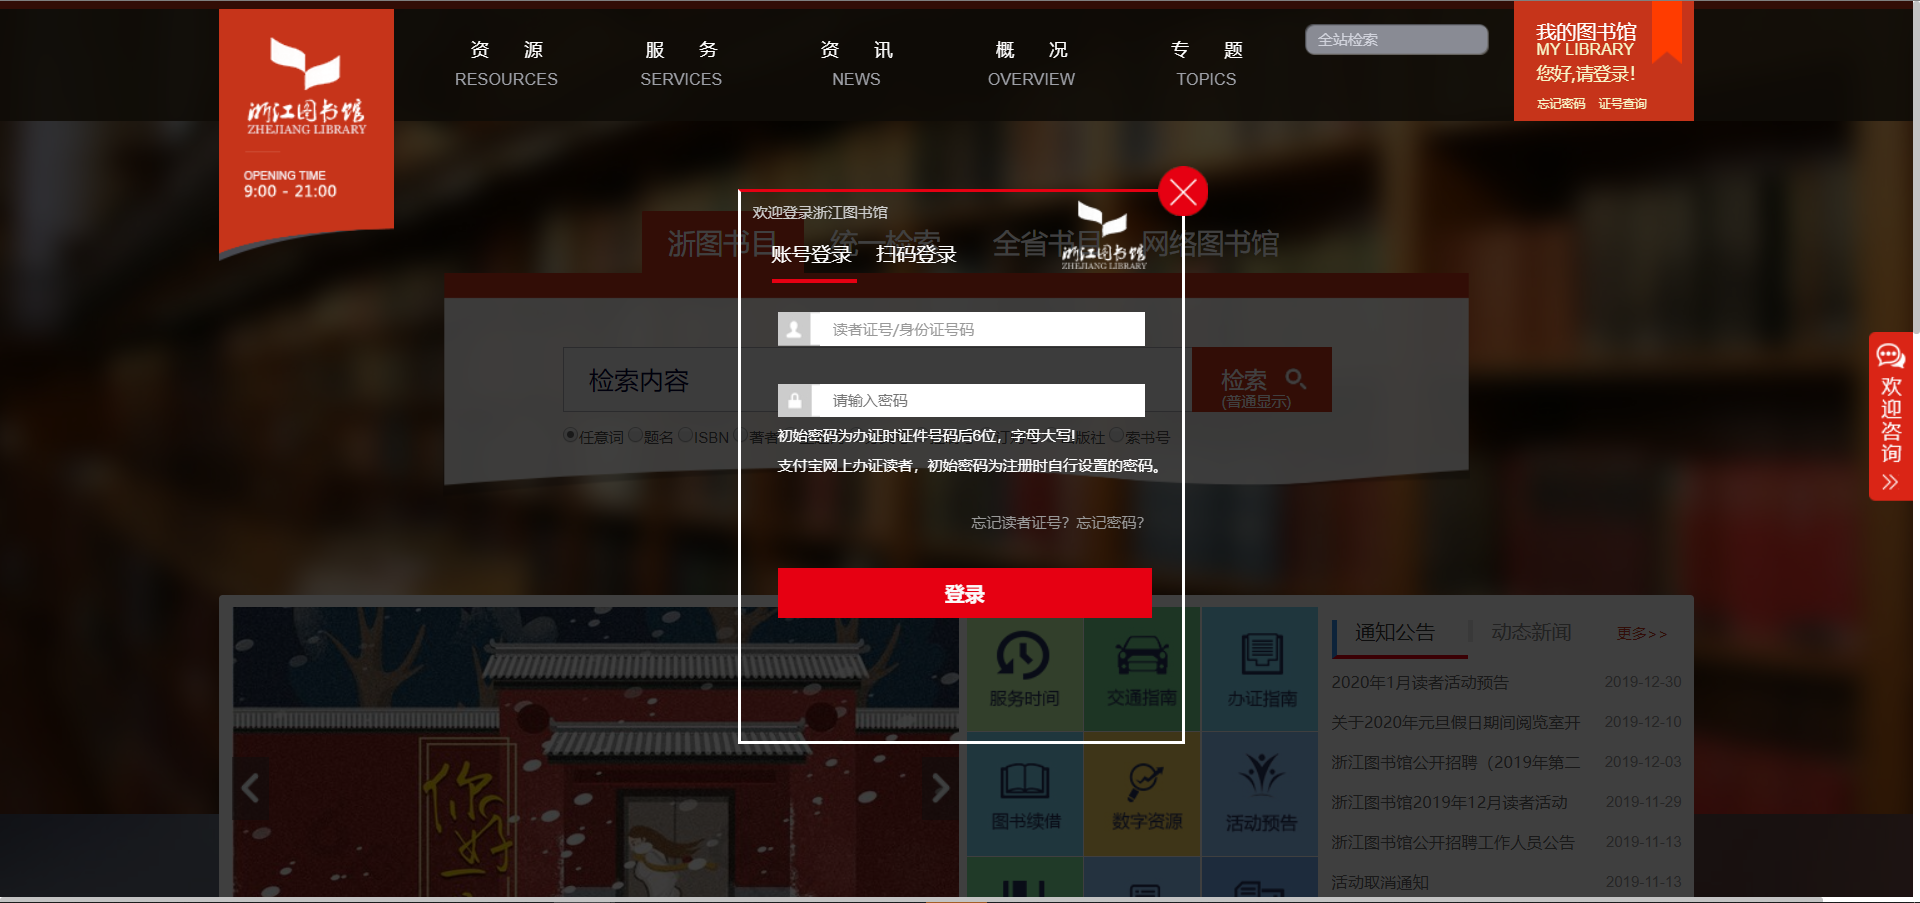 浙江图书馆
ZHEJIANG LIBRARY
OPENING TIME
9:00 - 21:00
资 源
RESOURCES
服 务
SERVICES
资 讯
NEWS
概 况
OVERVIEW
专 题
TOPICS
全站检索
我的图书馆
MY LIBRARY
您好,请登录!
忘记密码 证号查询
浙图书目 统一检索 全省书目 网络图书馆
欢迎登录浙江图书馆
浙江图书馆
ZHEJIANG LIBRARY
账号登录 扫码登录
读者证号/身份证号码
请输入密码
初始密码为办证时证件号码后6位，字母大写!
支付宝网上办证读者，初始密码为注册时自行设置的密码。
忘记读者证号? 忘记密码?
登录
检索内容
检索
(普通显示)
任意词 题名 ISBN 著者 版社 索书号
欢迎咨询
你好
服务时间
交通指南
办证指南
图书续借
数字资源
活动预告
通知公告 动态新闻 更多>>
2020年1月读者活动预告 2019-12-30
关于2020年元旦假日期间阅览室开 2019-12-10
浙江图书馆公开招聘（2019年第二 2019-12-03
浙江图书馆2019年12月读者活动 2019-11-29
浙江图书馆公开招聘工作人员公告 2019-11-13
活动取消通知 2019-11-13